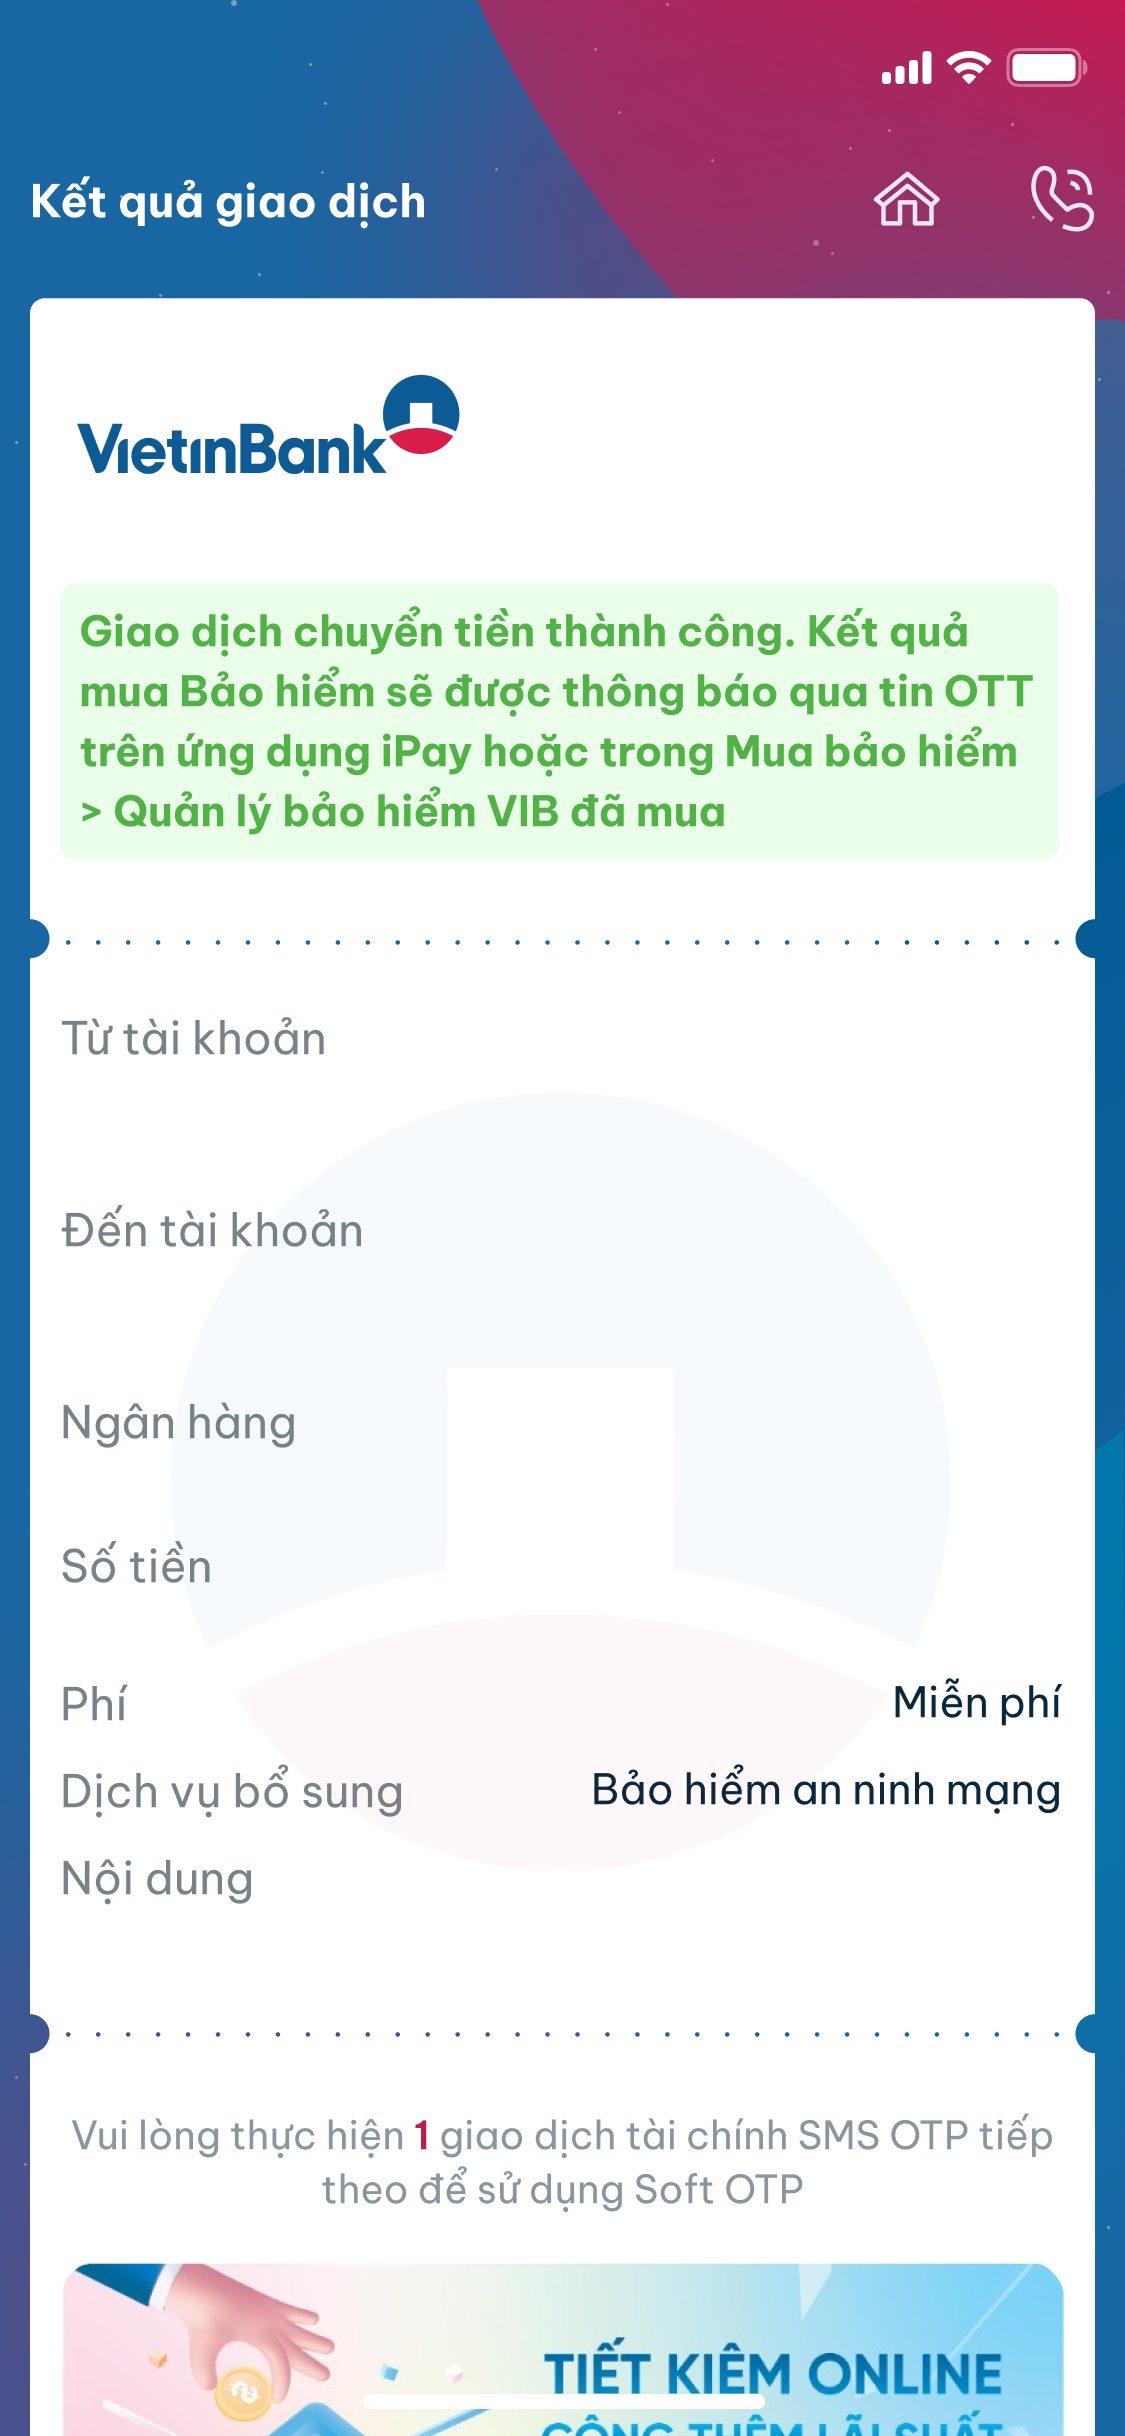 Kết quả giao dịch
VietinBank
Giao dịch chuyển tiền thành công. Kết quả
mua Bảo hiểm sẽ được thông báo qua tin OTT
trên ứng dụng iPay hoặc trong Mua bảo hiểm
> Quản lý bảo hiểm VIB đã mua
Từ tài khoản
Đến tài khoản
Ngân hàng
Số tiền
Phí Miễn phí
Dịch vụ bổ sung Bảo hiểm an ninh mạng
Nội dung
Vui lòng thực hiện 1 giao dịch tài chính SMS OTP tiếp
theo để sử dụng Soft OTP
TIẾT KIỆM ONLINE
CỘNG THÊM LÃI SUẤT